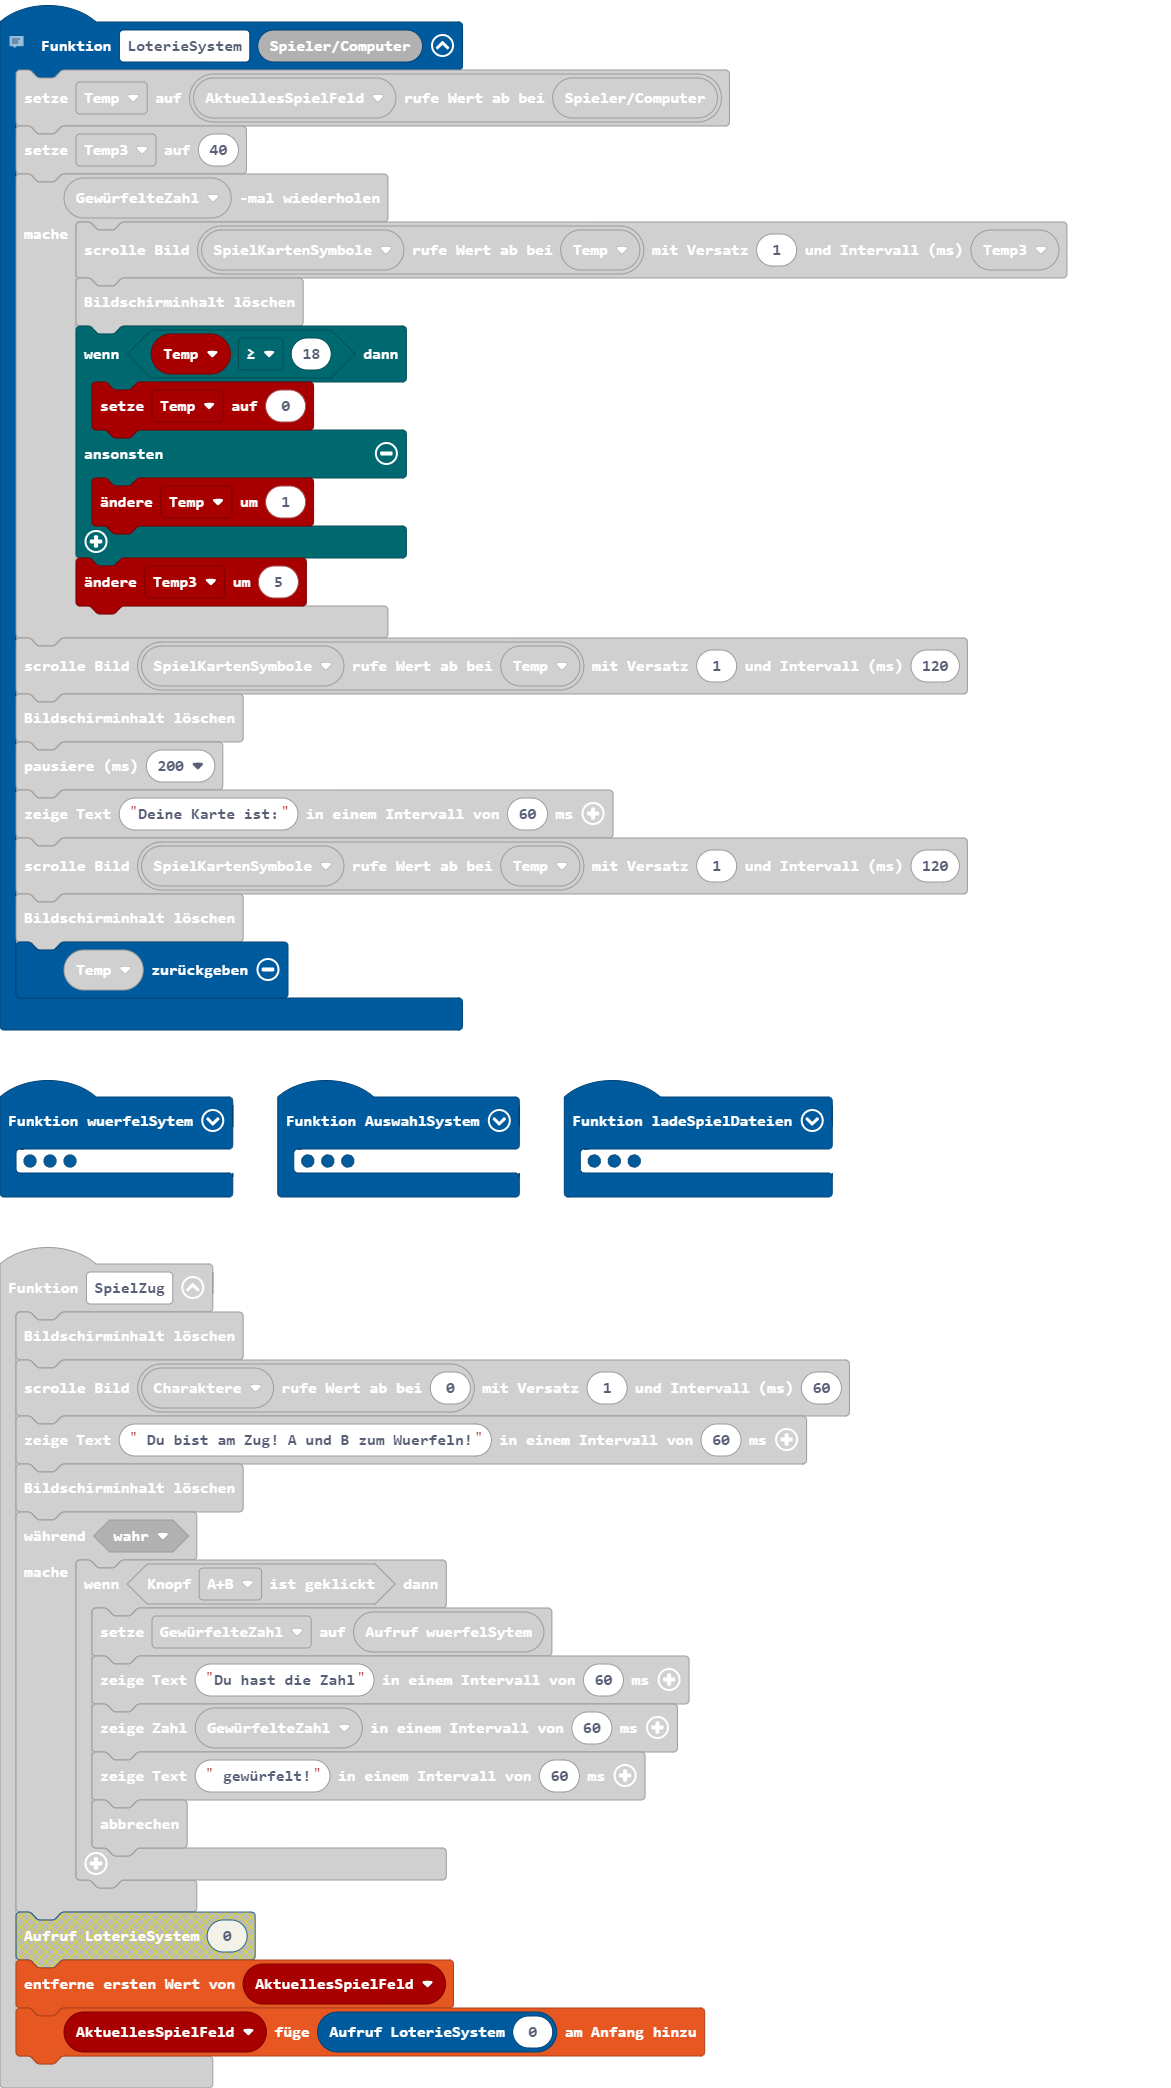 Funktion LoterieSystem Spieler/Computer
setze Temp auf AktuellesSpielFeld rufe Wert ab bei Spieler/Computer
setze Temp3 auf 40
GewürfelteZahl -mal wiederholen
mache
scrolle Bild SpielKartenSymbole rufe Wert ab bei Temp mit Versatz 1 und Intervall (ms) Temp3
Bildschirminhalt löschen
wenn Temp ≥ 18 dann
setze Temp auf 0
ansonsten
ändere Temp um 1
ändere Temp3 um 5
scrolle Bild SpielKartenSymbole rufe Wert ab bei Temp mit Versatz 1 und Intervall (ms) 120
Bildschirminhalt löschen
pausiere (ms) 200
zeige Text "Deine Karte ist:" in einem Intervall von 60 ms
scrolle Bild SpielKartenSymbole rufe Wert ab bei Temp mit Versatz 1 und Intervall (ms) 120
Bildschirminhalt löschen
Temp zurückgeben
Funktion wuerfelSytem Funktion AuswahlSystem Funktion ladeSpielDateien
Funktion SpielZug
Bildschirminhalt löschen
scrolle Bild Charaktere rufe Wert ab bei 0 mit Versatz 1 und Intervall (ms) 60
zeige Text " Du bist am Zug! A und B zum Wuerfeln!" in einem Intervall von 60 ms
Bildschirminhalt löschen
während wahr
mache
wenn Knopf A+B ist geklickt dann
setze GewürfelteZahl auf Aufruf wuerfelSytem
zeige Text "Du hast die Zahl" in einem Intervall von 60 ms
zeige Zahl GewürfelteZahl in einem Intervall von 60 ms
zeige Text " gewürfelt!" in einem Intervall von 60 ms
abbrechen
Aufruf LoterieSystem 0
entferne ersten Wert von AktuellesSpielFeld
AktuellesSpielFeld füge Aufruf LoterieSystem 0 am Anfang hinzu